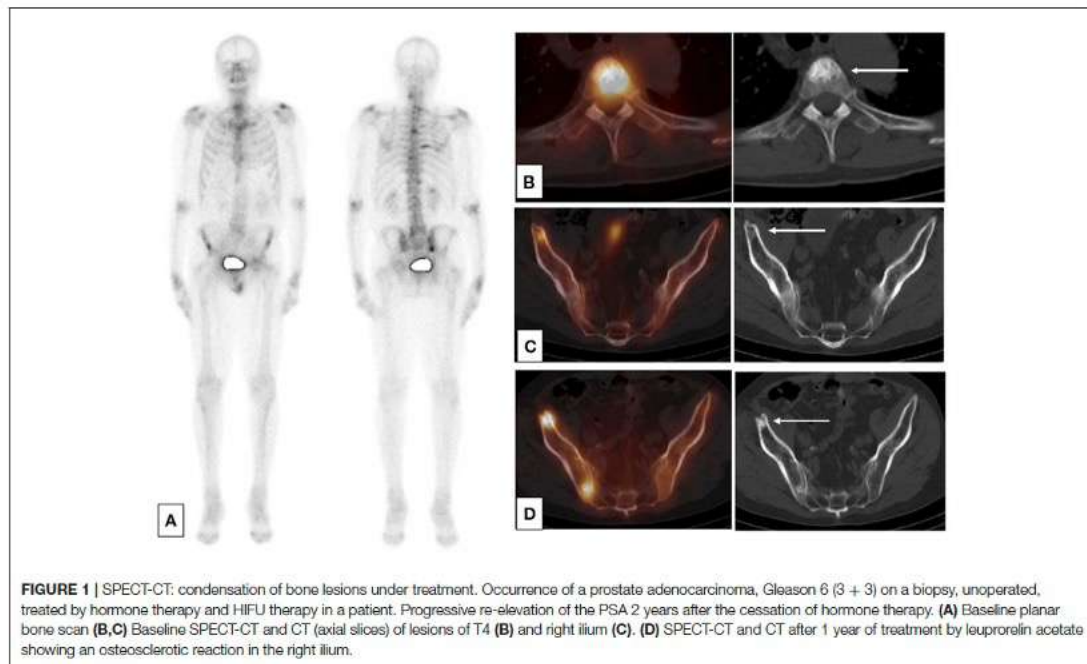 B
C
A
D
FIGURE 1 | SPECT-CT: condensation of bone lesions under treatment. Occurrence of a prostate adenocarcinoma, Gleason 6 (3 + 3) on a biopsy, unoperated,
treated by hormone therapy and HIFU therapy in a patient. Progressive re-elevation of the PSA 2 years after the cessation of hormone therapy. (A) Baseline planar
bone scan (B,C) Baseline SPECT-CT and CT (axial slices) of lesions of T4 (B) and right ilium (C). (D) SPECT-CT and CT after 1 year of treatment by leuprorelin acetate
showing an osteosclerotic reaction in the right ilium.